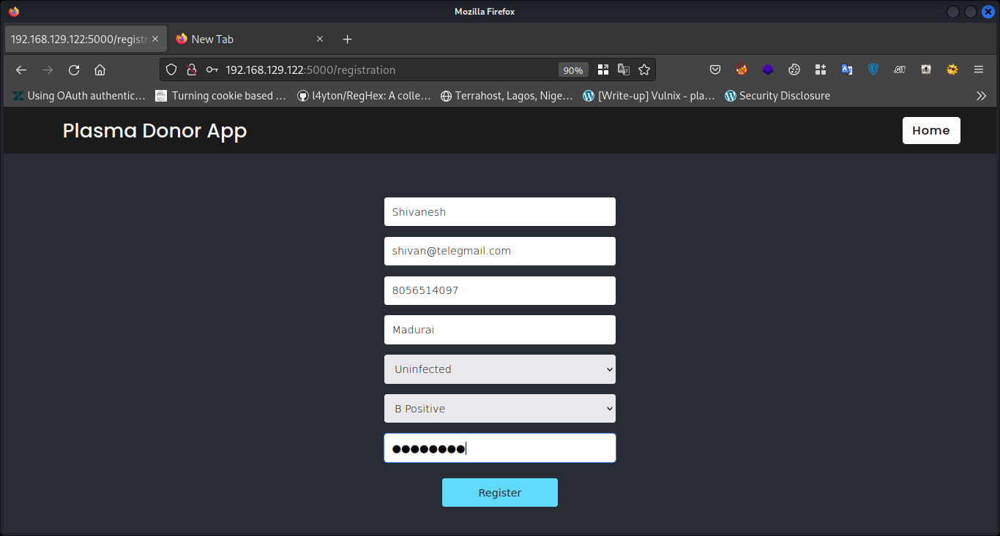 Mozilla Firefox
192.168.129.122:5000/registr
New Tab
192.168.129.122:5000/registration 90% .GIT
Using OAuth authentic… Turning cookie based … l4yton/RegHex: A colle… Terrahost, Lagos, Nige… [Write-up] Vulnix - pla… Security Disclosure
Plasma Donor App Home
Shivanesh
shivan@telegmail.com
8056514097
Madurai
Uninfected
B Positive
●●●●●●●●
Register